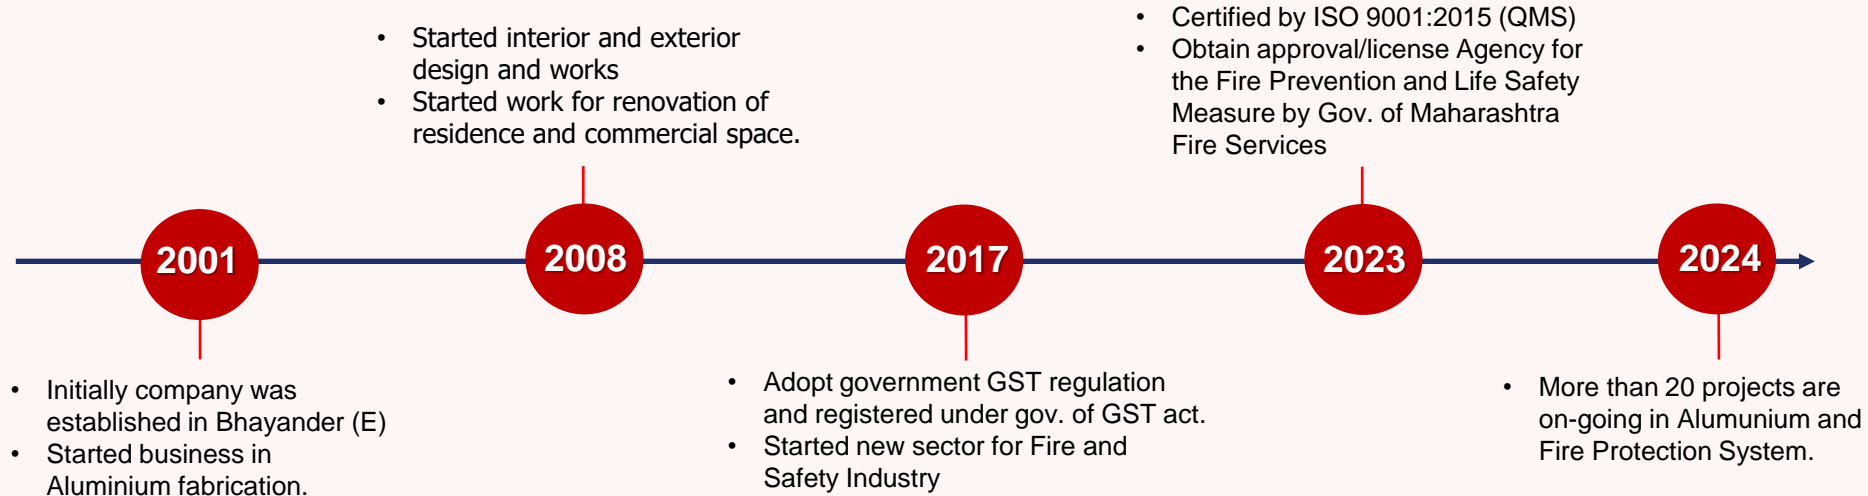 • Certified by ISO 9001:2015 (QMS)
• Obtain approval/license Agency for
the Fire Prevention and Life Safety
Measure by Gov. of Maharashtra
Fire Services
• Started interior and exterior
design and works
• Started work for renovation of
residence and commercial space.
2001
2008
2017
2023
2024
• Initially company was
established in Bhayander (E)
• Started business in
Aluminium fabrication.
• Adopt government GST regulation
and registered under gov. of GST act.
• Started new sector for Fire and
Safety Industry
• More than 20 projects are
on-going in Alumunium and
Fire Protection System.